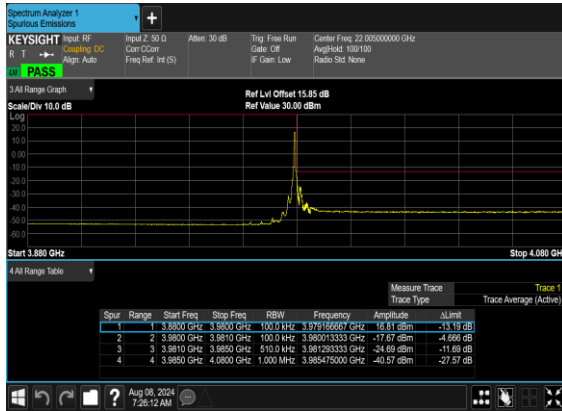 Spectrum Analyzer 1
Spurious Emissions
+
KEYSIGHT Input: RF Input Z: 50 Ω Atten: 30 dB Trig: Free Run Center Freq: 22.005000000 GHz
R T Coupling: DC Corr CCorr Gate: Off Avg|Hold: 100/100
Align: Auto Freq Ref: Int (S) IF Gain: Low Radio Std: None
LV PASS
3 All Range Graph
Ref Lvl Offset 15.85 dB
Scale/Div 10.0 dB Ref Value 30.00 dBm
Log
20.0
10.0
0.00
-10.0
-20.0
-30.0
-40.0
-50.0
-60.0
Start 3.880 GHz Stop 4.080 GH
4 All Range Table
Measure Trace Trace 1
Trace Type Trace Average (Active)
Spur Range Start Freq Stop Freq RBW Frequency Amplitude ΔLimit
1 1 3.8800 GHz 3.9800 GHz 100.0 kHz 3.979166667 GHz 16.81 dBm -13.19 dB
2 2 3.9800 GHz 3.9810 GHz 100.0 kHz 3.980013333 GHz -17.67 dBm -4.666 dB
3 3 3.9810 GHz 3.9850 GHz 510.0 kHz 3.981293333 GHz -24.69 dBm -11.69 dB
4 4 3.9850 GHz 4.0800 GHz 1.000 MHz 3.985475000 GHz -40.57 dBm -27.57 dB
? Aug 08, 2024
7:26:12 AM